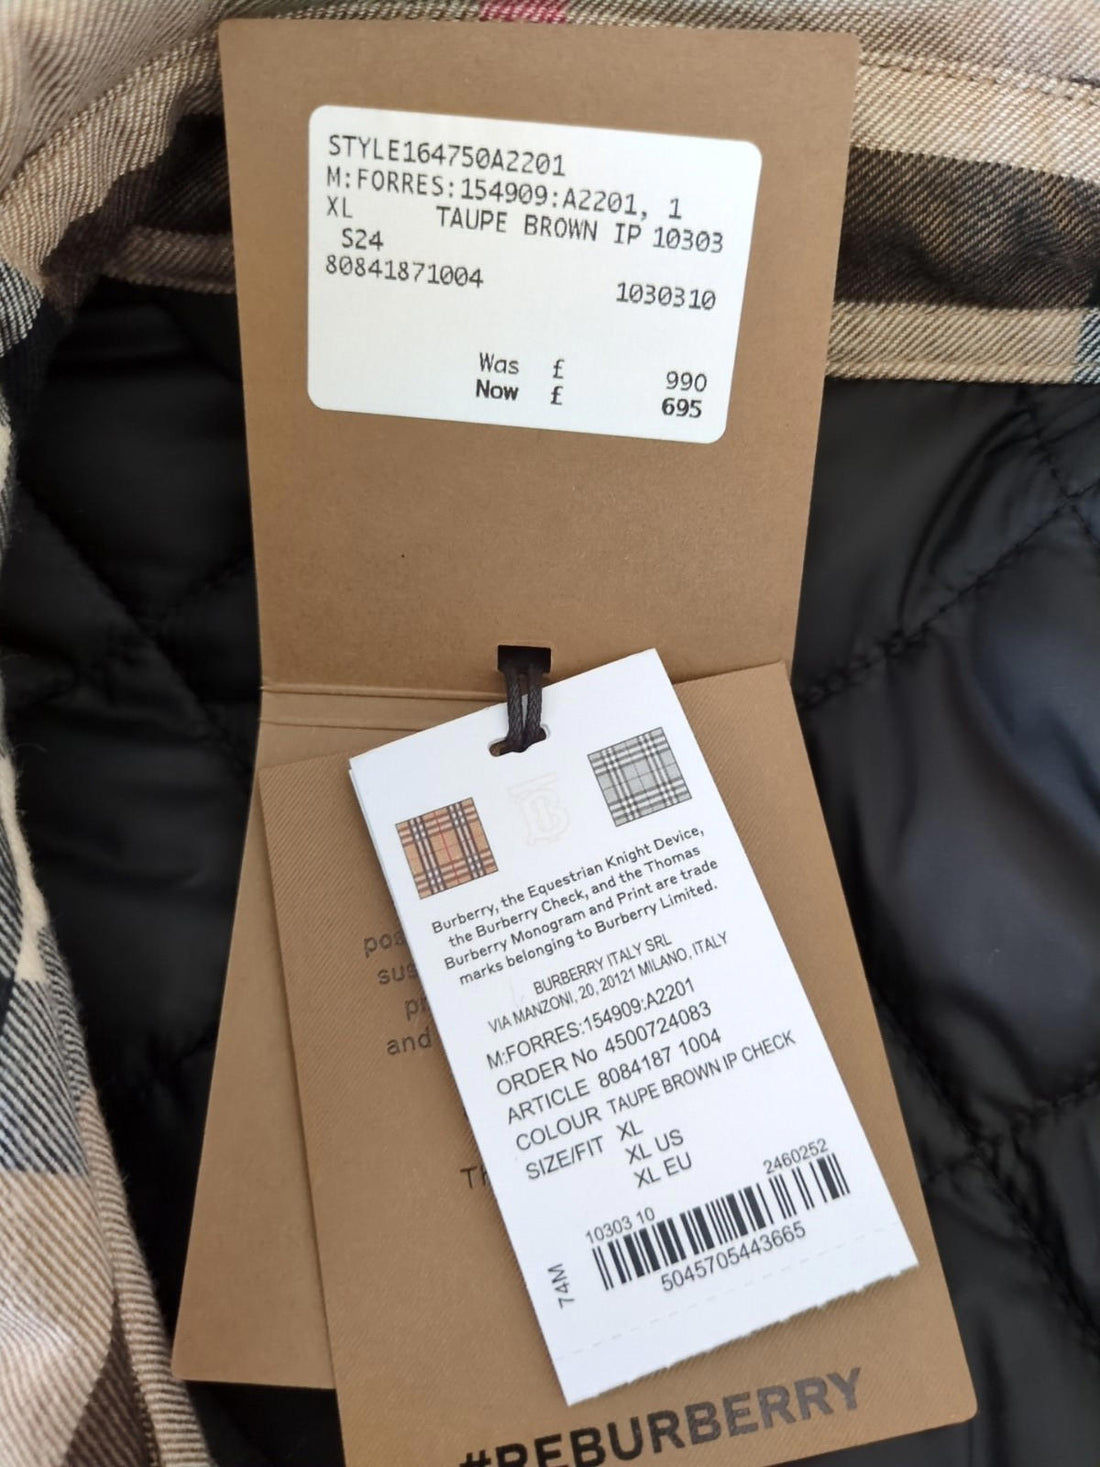 STYLE164750A2201
M:FORRES:154909:A2201, 1
XL TAUPE BROWN IP 10303
S24
80841871004 1030310
Was £ 990
Now £ 695
Burberry, the Equestrian Knight Device,
the Burberry Check, and the Thomas
Burberry Monogram and Print are trade
marks belonging to Burberry Limited.
BURBERRY ITALY SRL
VIA MANZONI, 20, 20121 MILANO, ITALY
M:FORRES:154909:A2201
ORDER No 4500724083
ARTICLE 8084187 1004
COLOUR TAUPE BROWN IP CHECK
SIZE/FIT XL
XL US
XL EU
10303 10 2460252
5045705443665
74M
and
#REBURBERRY